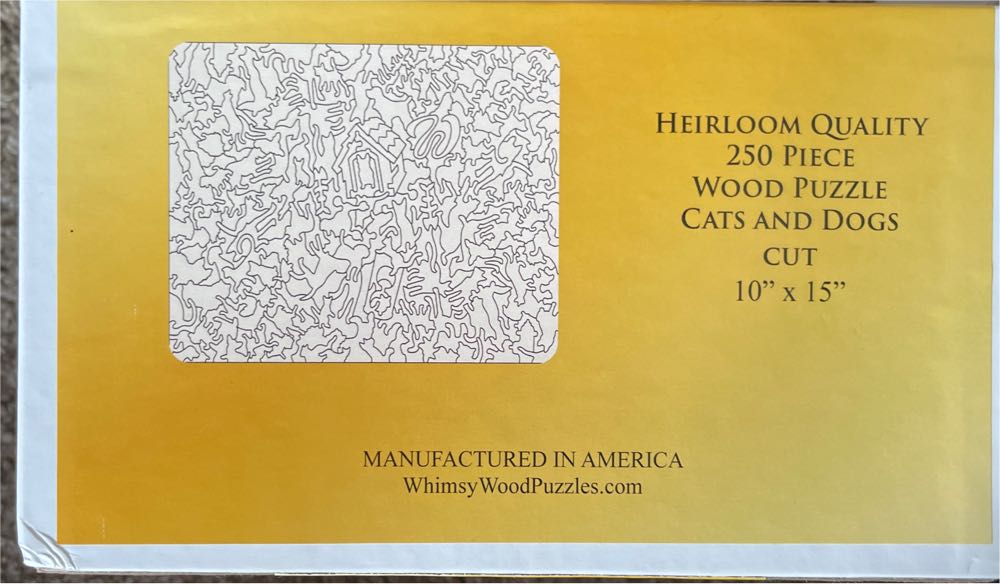 Heirloom Quality
250 Piece
Wood Puzzle
Cats and Dogs
cut
10” x 15”
MANUFACTURED IN AMERICA
WhimsyWoodPuzzles.com